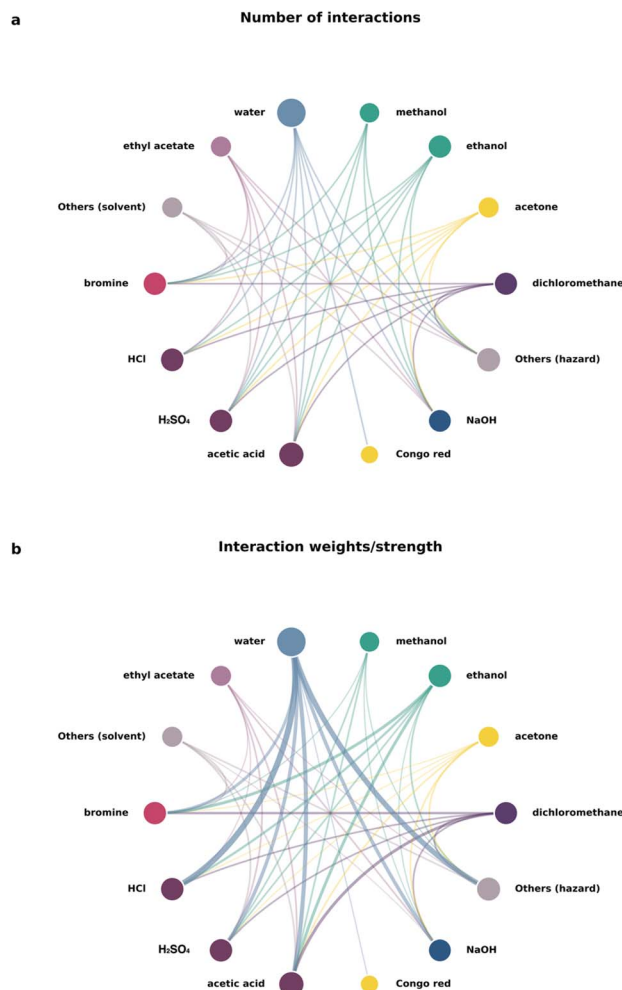 a
Number of interactions
water
methanol
ethyl acetate
ethanol
Others (solvent)
acetone
bromine
dichloromethane
HCl
Others (hazard)
H₂SO₄
NaOH
acetic acid
Congo red
b
Interaction weights/strength
water
methanol
ethyl acetate
ethanol
Others (solvent)
acetone
bromine
dichloromethane
HCl
Others (hazard)
H₂SO₄
NaOH
acetic acid
Congo red